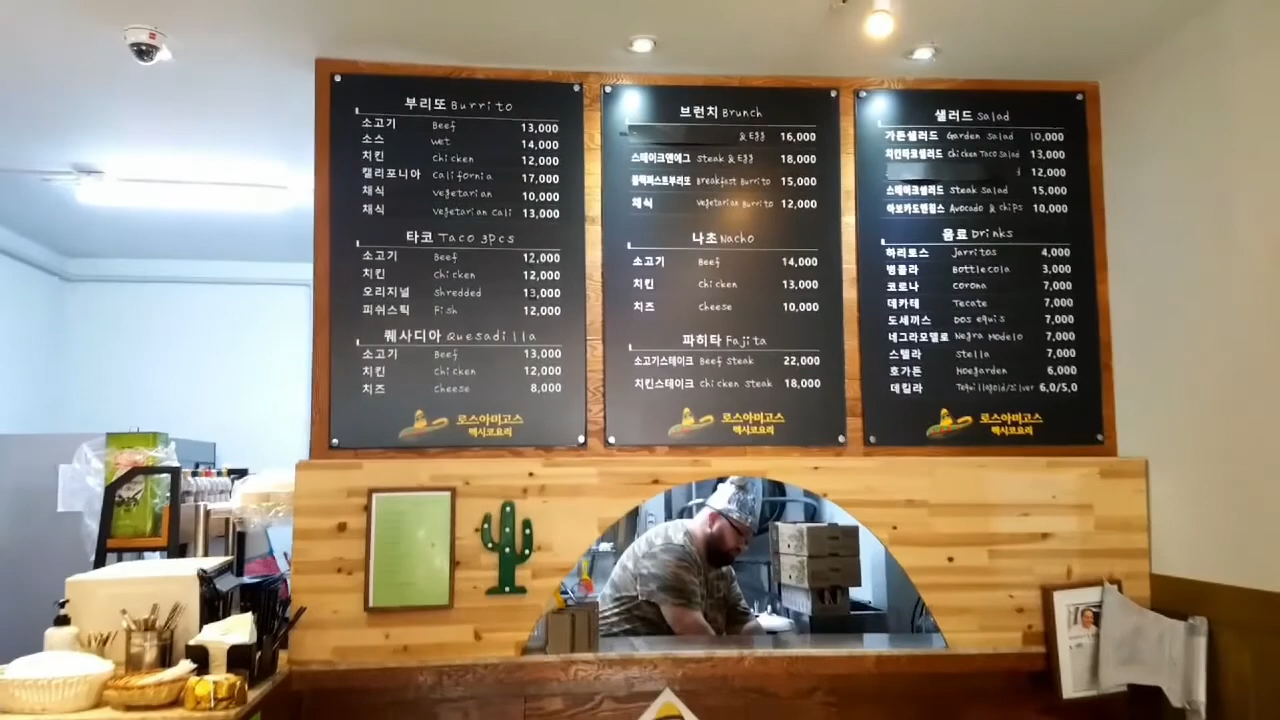 부리또 Burrito
소고기 Beef 13,000
소스 wet 14,000
치킨 chicken 12,000
캘리포니아 california 17,000
채식 vegetarian 10,000
채식 vegetarian Cali 13,000
타코 Taco 3pcs
소고기 Beef 12,000
치킨 chicken 12,000
오리지널 shredded 13,000
피쉬스틱 Fish 12,000
퀘사디아 Quesadilla
소고기 Beef 13,000
치킨 chicken 12,000
치즈 cheese 8,000
로스아미고스
멕시코요리
브런치 Brunch
& Egg 16,000
스테이크앤에그 steak & Egg 18,000
블랙퍼스트부리또 Breakfast Burrito 15,000
채식 vegetarian Burrito 12,000
나초 Nacho
소고기 Beef 14,000
치킨 chicken 13,000
치즈 cheese 10,000
파히타 Fajita
소고기스테이크 Beef steak 22,000
치킨스테이크 chicken steak 18,000
로스아미고스
멕시코요리
샐러드 salad
가든샐러드 Garden salad 10,000
치킨타코샐러드 chicken Taco salad 13,000
d 12,000
스테이크샐러드 steak salad 15,000
아보카도앤칩스 Avocado & chips 10,000
음료 Drinks
하리토스 Jarritos 4,000
병콜라 Bottlecola 3,000
코로나 corona 7,000
데카테 Tecate 7,000
도세끼스 Dos equis 7,000
네그라모델로 Negra Modelo 7,000
스텔라 stella 7,000
호가든 Hoegarden 6,000
데킬라 Tequillagold/silver 6,0/5,0
로스아미고스
멕시코요리